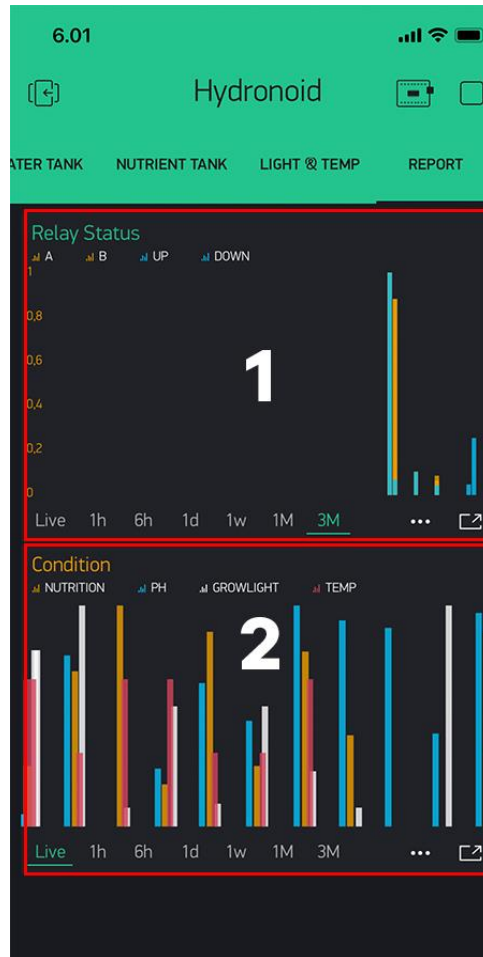 6.01
Hydronoid
ATER TANK NUTRIENT TANK LIGHT & TEMP REPORT
Relay Status
A B UP DOWN
1
0,8
0,6
1
0,4
0,2
0
Live 1h 6h 1d 1w 1M 3M ...
Condition
NUTRITION PH GROWLIGHT TEMP
2
Live 1h 6h 1d 1w 1M 3M ...